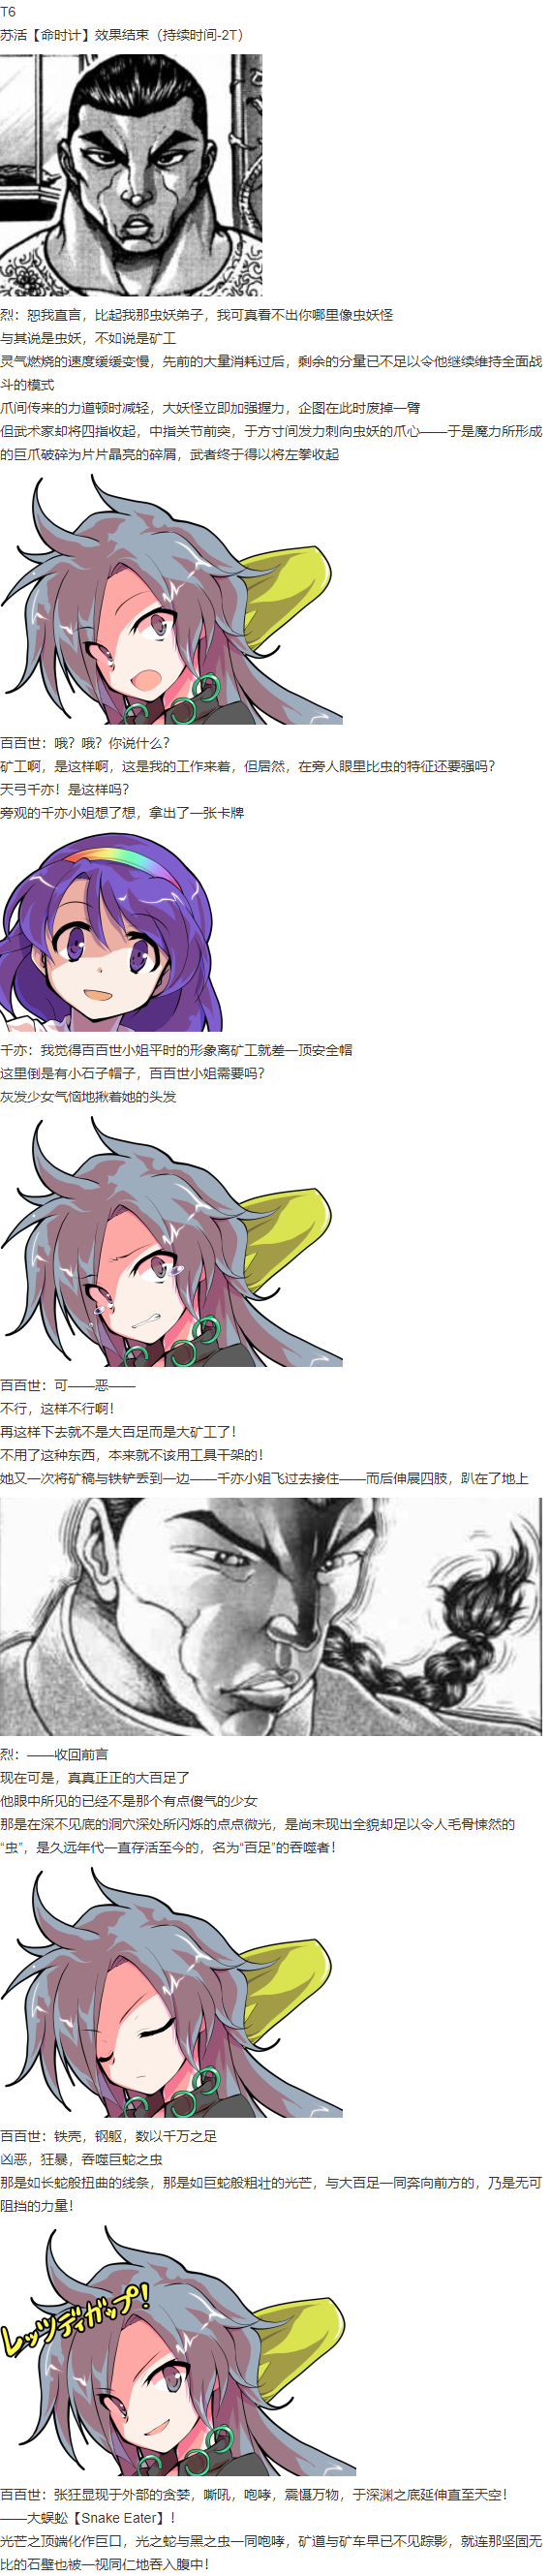 T6
苏活【命时计】效果结束（持续时间-2T）
烈：恕我直言，比起我那虫妖弟子，我可真看不出你哪里像虫妖怪
与其说是虫妖，不如说是矿工
灵气燃烧的速度缓缓变慢，先前的大量消耗过后，剩余的分量已不足以令他继续维持全面战
斗的模式
爪间传来的力道顿时减轻，大妖怪立即加强握力，企图在此时废掉一臂
但武术家却将四指收起，中指关节前突，于方寸间发力刺向虫妖的爪心——于是魔力所形成
的巨爪破碎为片片晶亮的碎屑，武者终于得以将左拳收起
百百世：哦？哦？你说什么？
矿工啊，是这样啊，这是我的工作来着，但居然，在旁人眼里比虫的特征还要强吗？
天弓千亦！是这样吗？
旁观的千亦小姐想了想，拿出了一张卡牌
千亦：我觉得百百世小姐平时的形象离矿工就差一顶安全帽
这里倒是有小石子帽子，百百世小姐需要吗？
灰发少女气恼地揪着她的头发
百百世：可——恶——
不行，这样不行啊！
再这样下去就不是大百足而是大矿工了！
不用了这种东西，本来就不该用工具干架的！
她又一次将矿稿与铁铲丢到一边——千亦小姐飞过去接住——而后伸展四肢，趴在了地上
烈：——收回前言
现在可是，真真正正的大百足了
他眼中所见的已经不是那个有点傻气的少女
那是在深不见底的洞穴深处所闪烁的点点微光，是尚未现出全貌却足以令人毛骨悚然的
“虫”，是久远年代一直存活至今的，名为“百足”的吞噬者！
百百世：铁壳，钢躯，数以千万之足
凶恶，狂暴，吞噬巨蛇之虫
那是如长蛇般扭曲的线条，那是如巨蛇般粗壮的光芒，与大百足一同奔向前方的，乃是无可
阻挡的力量！
レッツディガップ！
百百世：张狂显现于外部的贪婪，嘶吼，咆哮，震慑万物，于深渊之底延伸直至天空！
——大蜈蚣【Snake Eater】！
光芒之顶端化作巨口，光之蛇与黑之虫一同咆哮，矿道与矿车早已不见踪影，就连那坚固无
比的石壁也被一视同仁地吞入腹中！